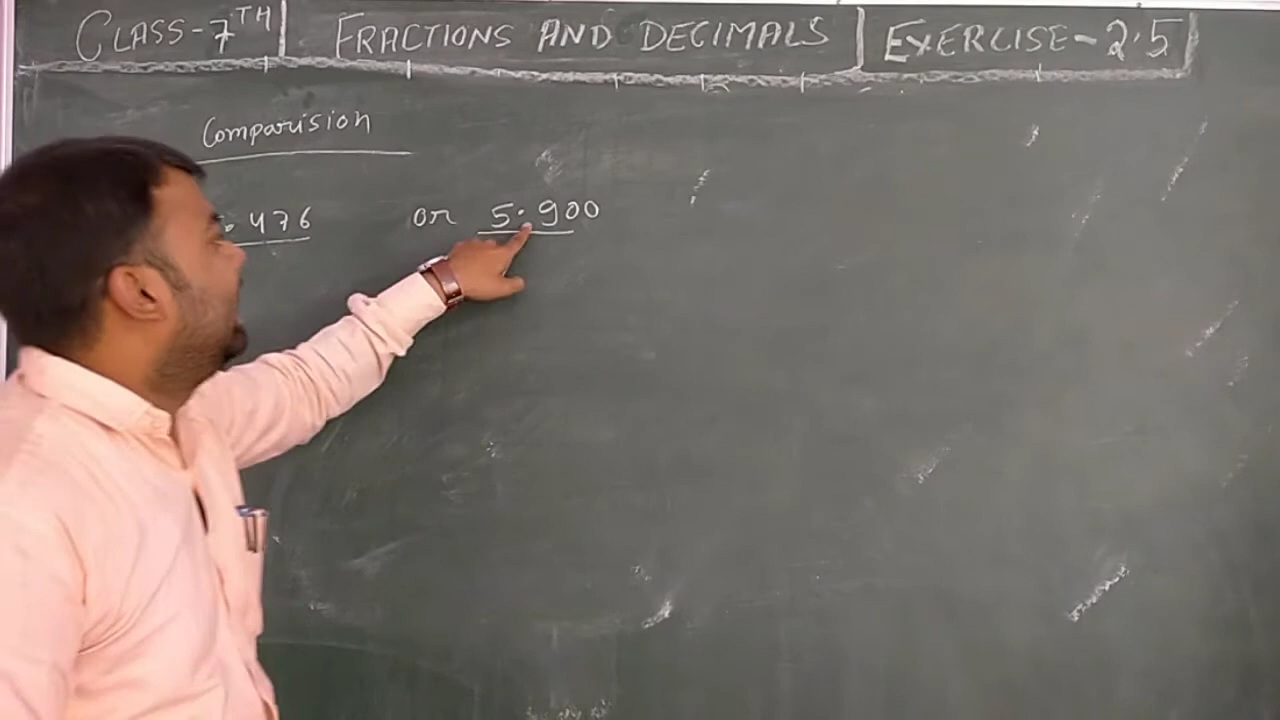 CLASS-7TH | FRACTIONS AND DECIMALS | EXERCISE-2.5
Comparision
.476 or 5.900